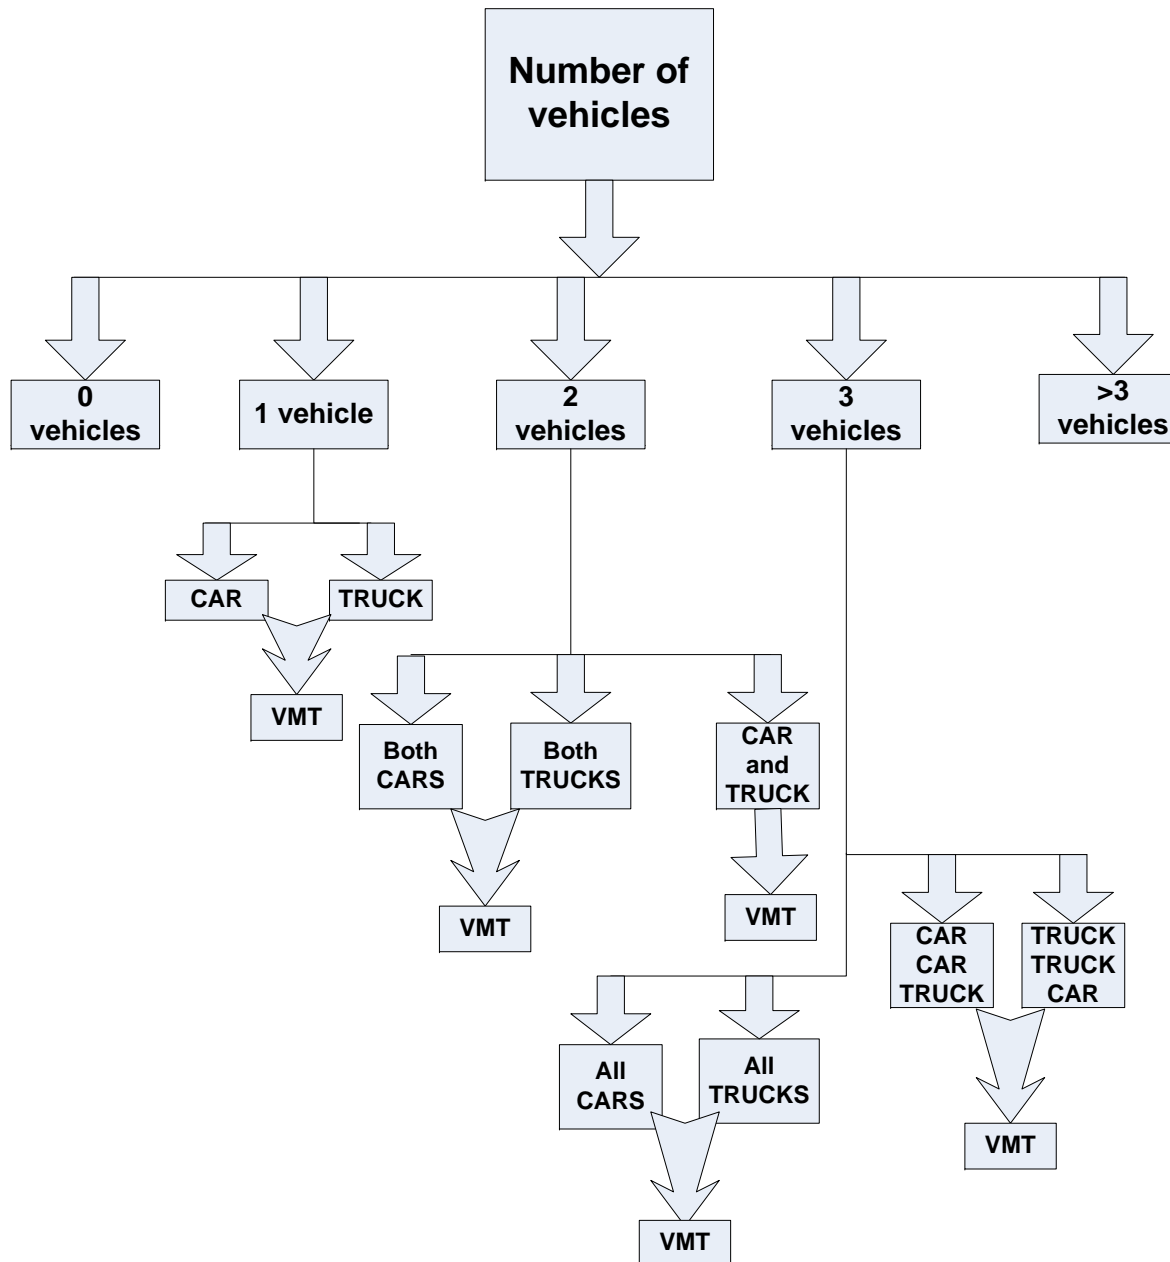 Number of
vehicles
0
vehicles
1 vehicle
2
vehicles
3
vehicles
>3
vehicles
CAR
TRUCK
VMT
Both
CARS
Both
TRUCKS
CAR
and
TRUCK
VMT
VMT
CAR
CAR
TRUCK
TRUCK
TRUCK
CAR
All
CARS
All
TRUCKS
VMT
VMT